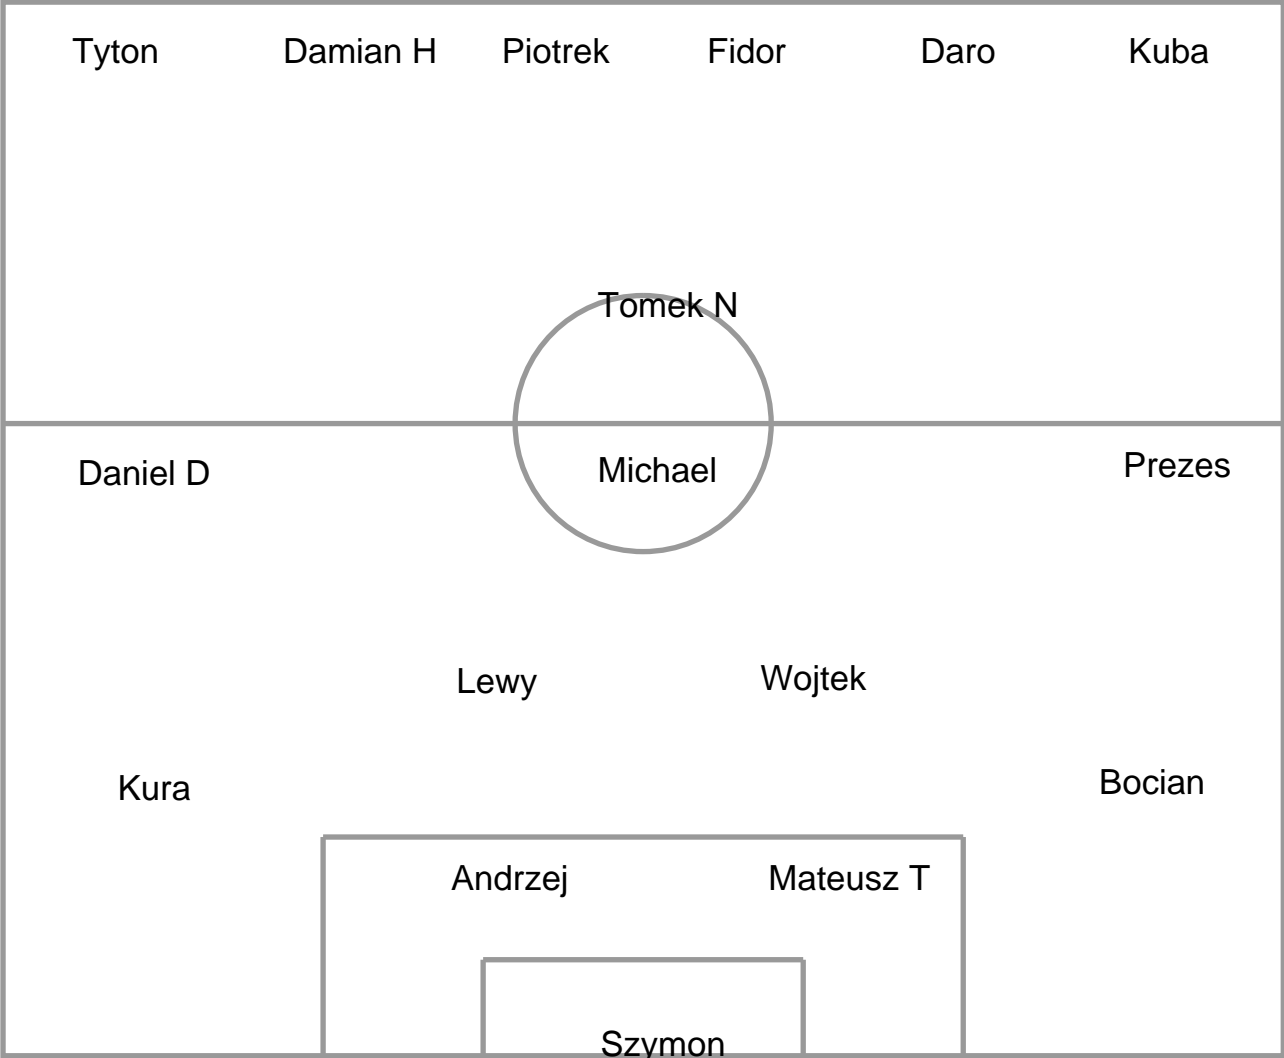 Tyton Damian H Piotrek Fidor Daro Kuba
Tomek N
Daniel D Michael Prezes
Lewy Wojtek
Kura Bocian
Andrzej Mateusz T
Szymon